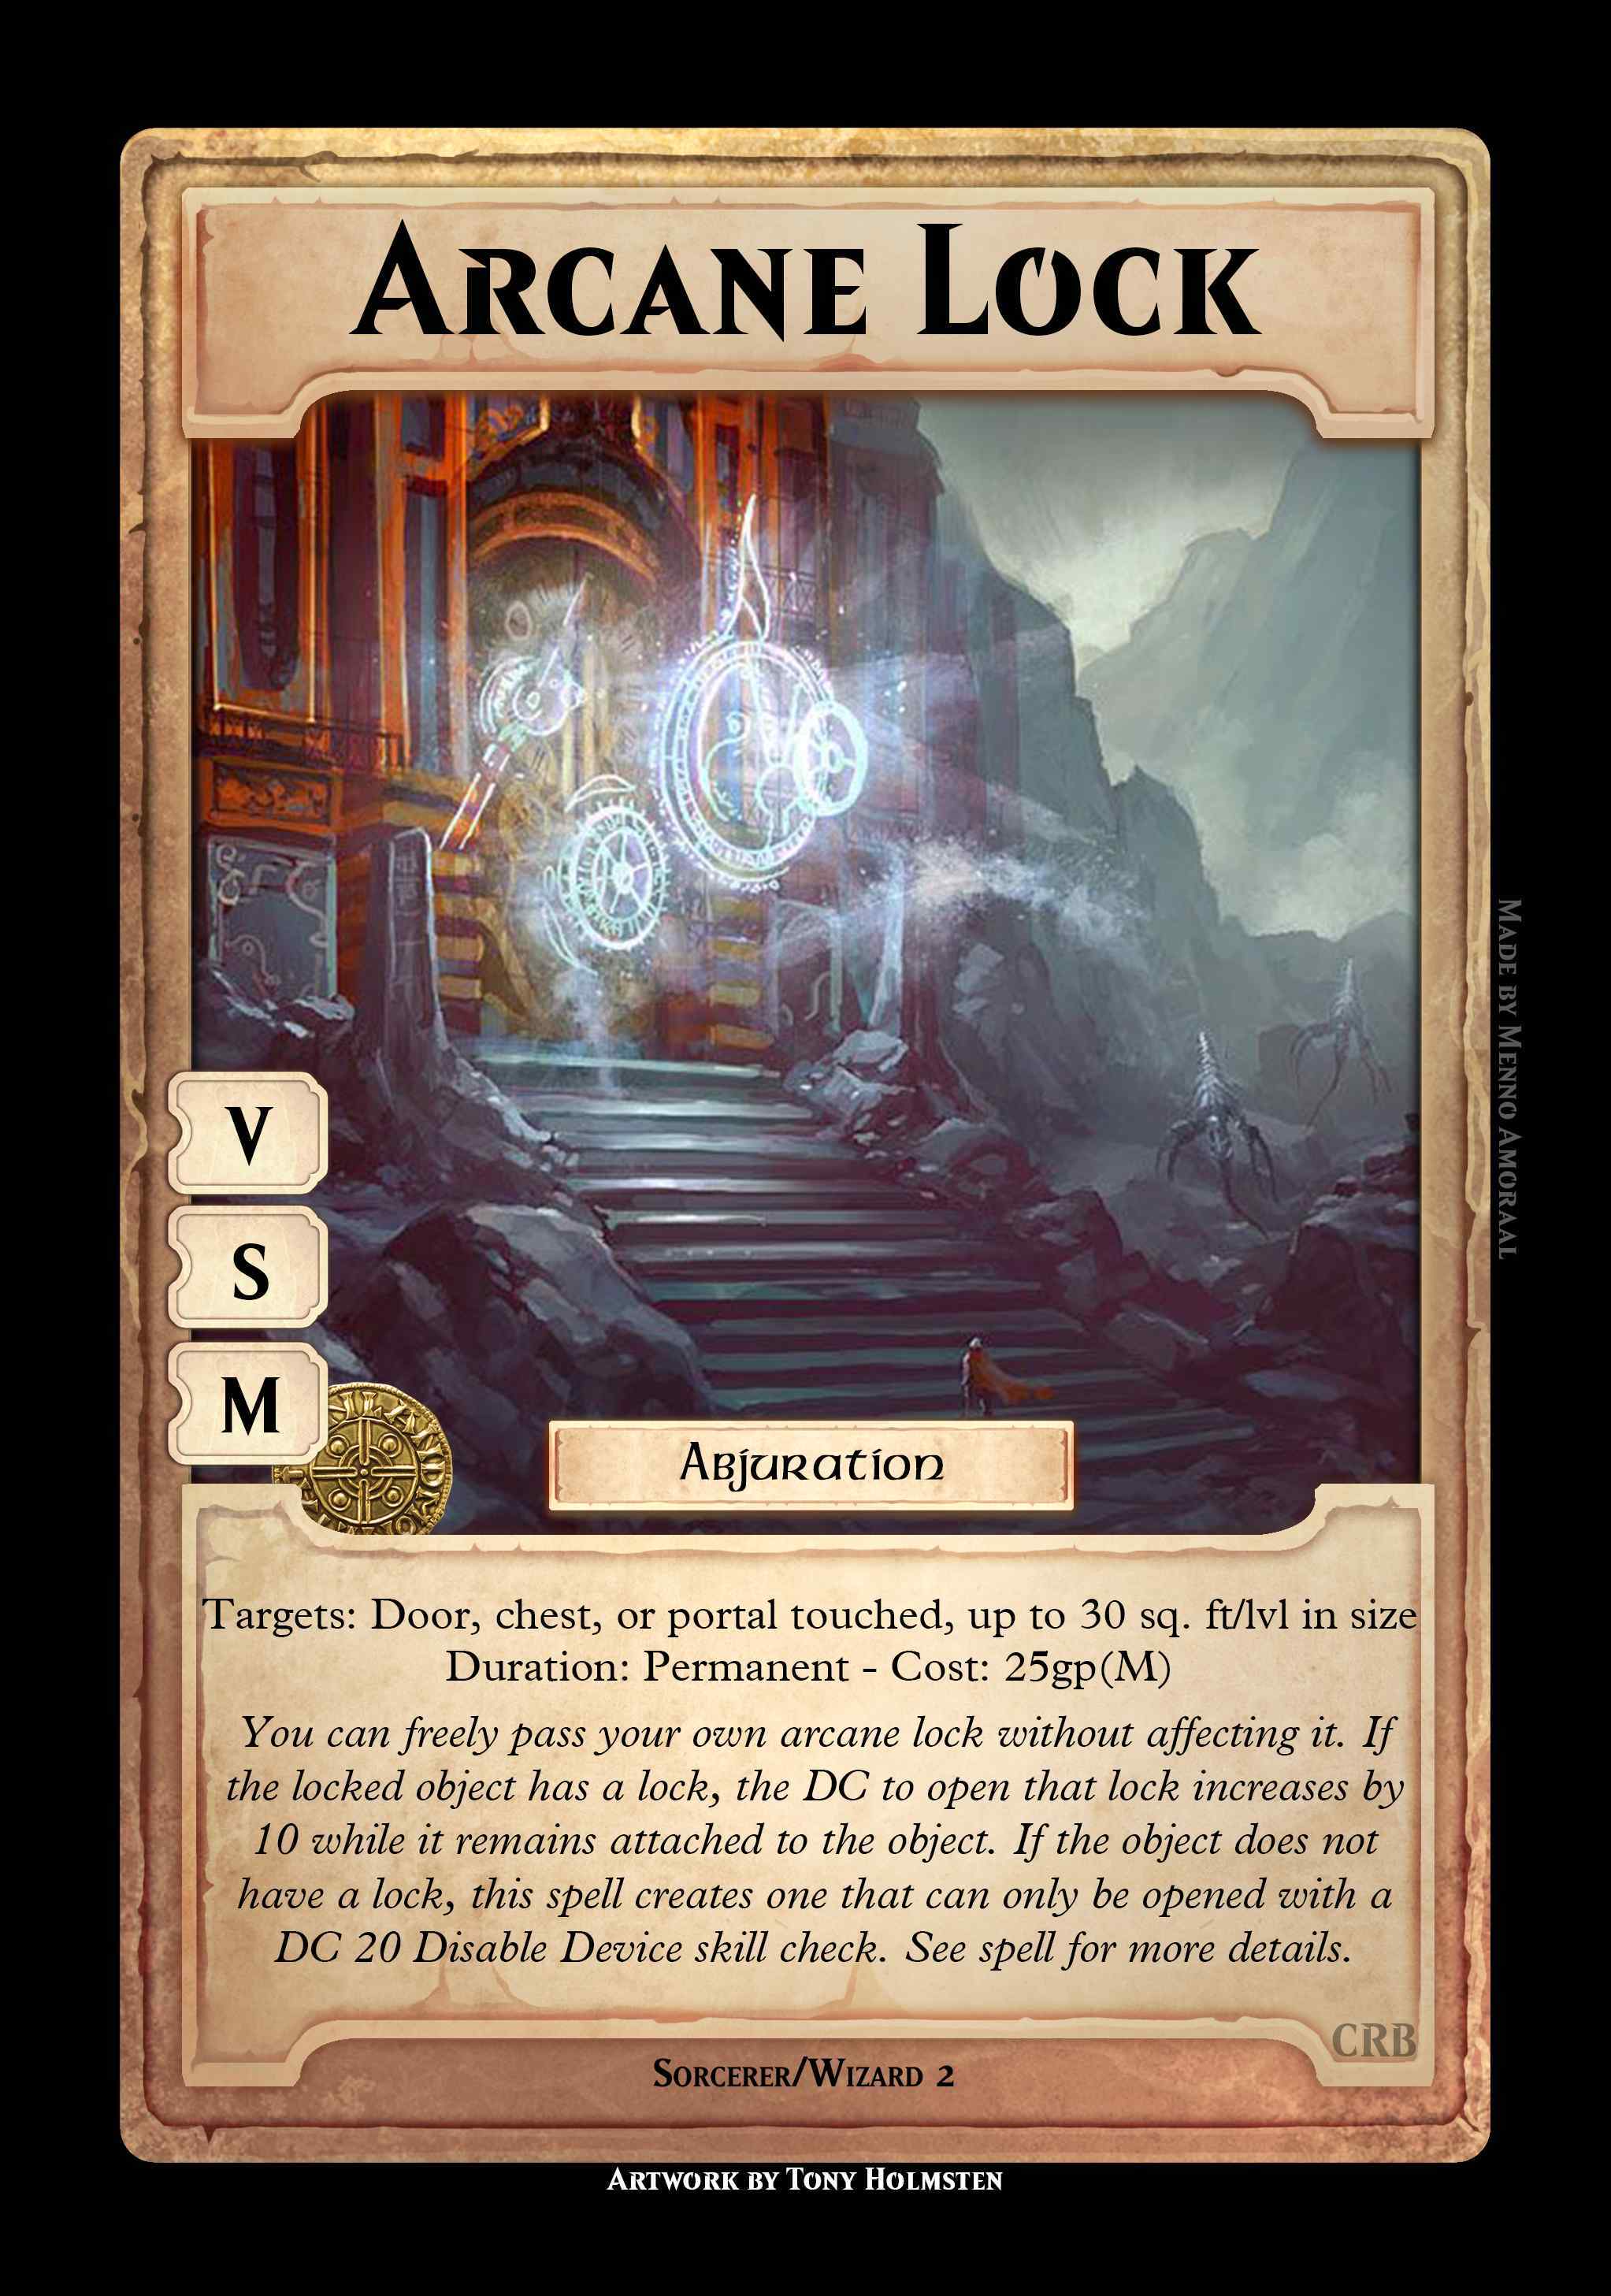 Arcane Lock
V
S
M
Abjuration
Targets: Door, chest, or portal touched, up to 30 sq. ft/lvl in size
Duration: Permanent - Cost: 25gp(M)
You can freely pass your own arcane lock without affecting it. If
the locked object has a lock, the DC to open that lock increases by
10 while it remains attached to the object. If the object does not
have a lock, this spell creates one that can only be opened with a
DC 20 Disable Device skill check. See spell for more details.
CRB
Sorcerer/Wizard 2
Artwork by Tony Holmsten
Made by Menno Amoraal